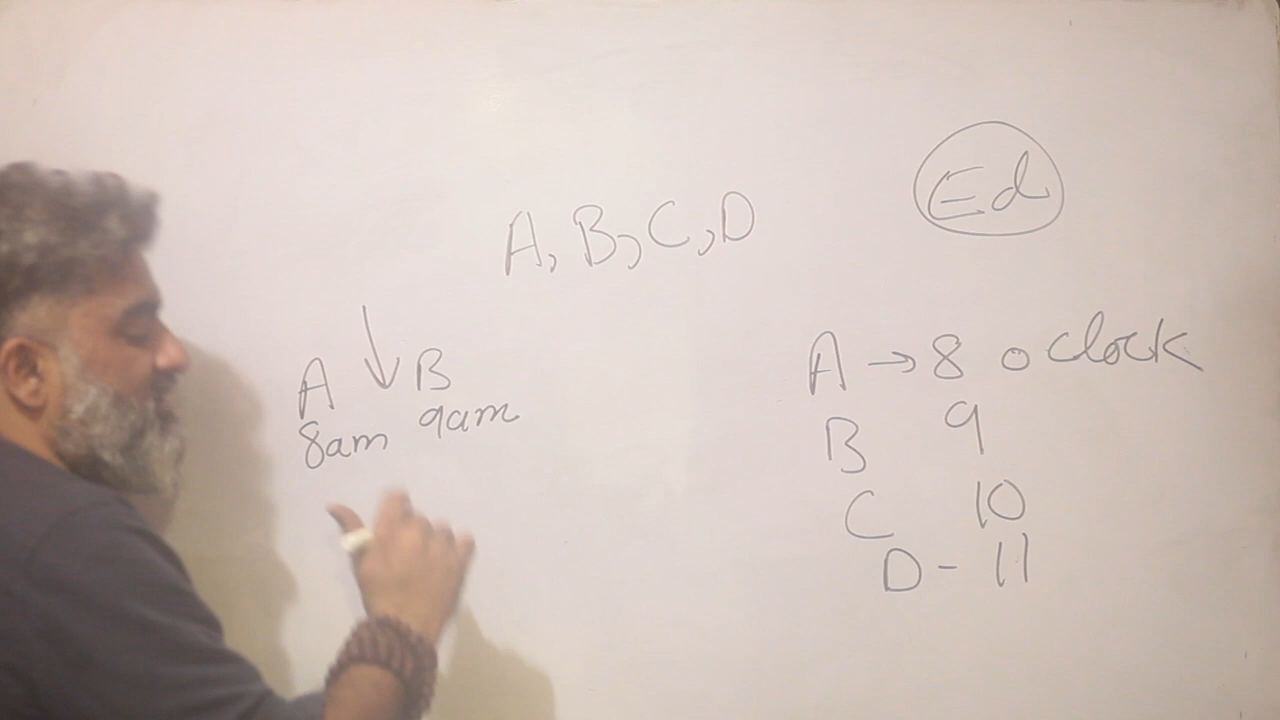 Ed
A, B, C, D
A → 8 o clock
A ↓ B
8am 9am
B 9
C 10
D - 11